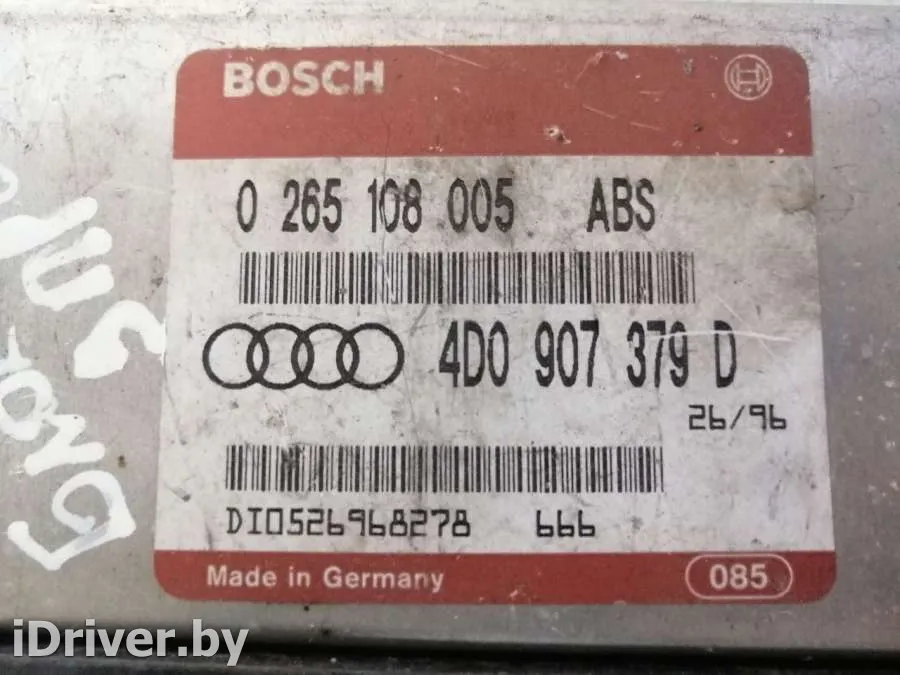 BOSCH
0 265 108 005 ABS
4D0 907 379 D
26/96
DI0526968278 666
Made in Germany 085
iDriver.by